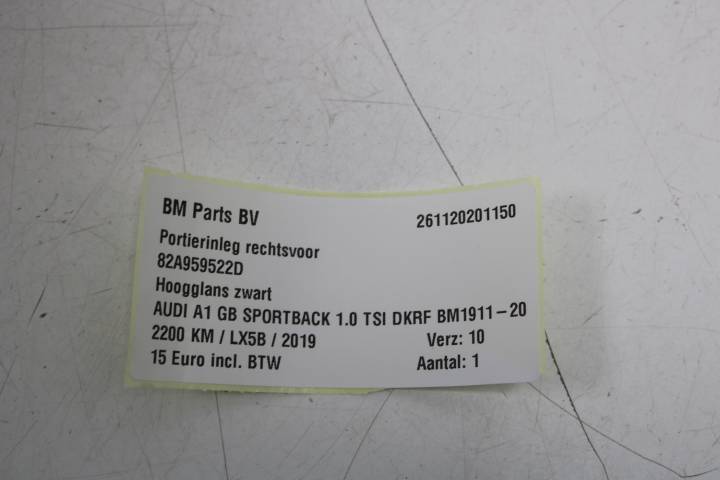 BM Parts BV 261120201150
Portierinleg rechtsvoor
82A959522D
Hoogglans zwart
AUDI A1 GB SPORTBACK 1.0 TSI DKRF BM1911-20
2200 KM / LX5B / 2019 Verz: 10
15 Euro incl. BTW Aantal: 1